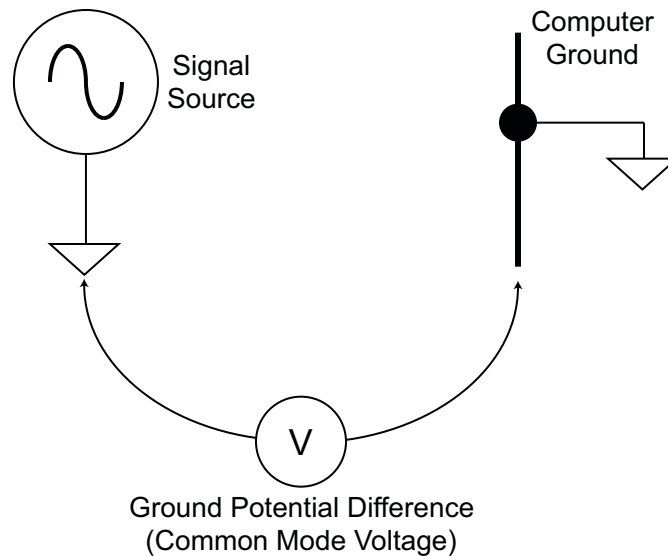 Signal
Source
Computer
Ground
V
Ground Potential Difference
(Common Mode Voltage)